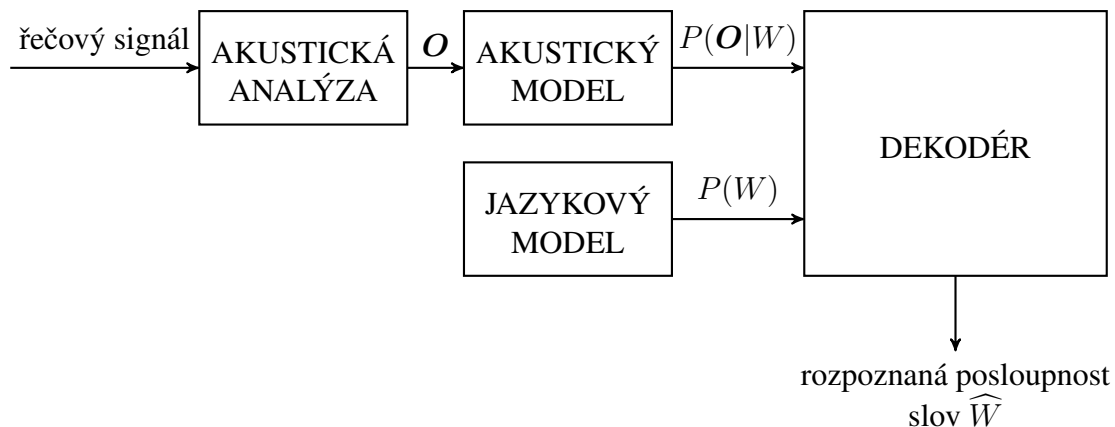 řečový signál
AKUSTICKÁ
ANALÝZA
O
AKUSTICKÝ
MODEL
P(O|W)
JAZYKOVÝ
MODEL
P(W)
DEKODÉR
rozpoznaná posloupnost
slov Ŵ